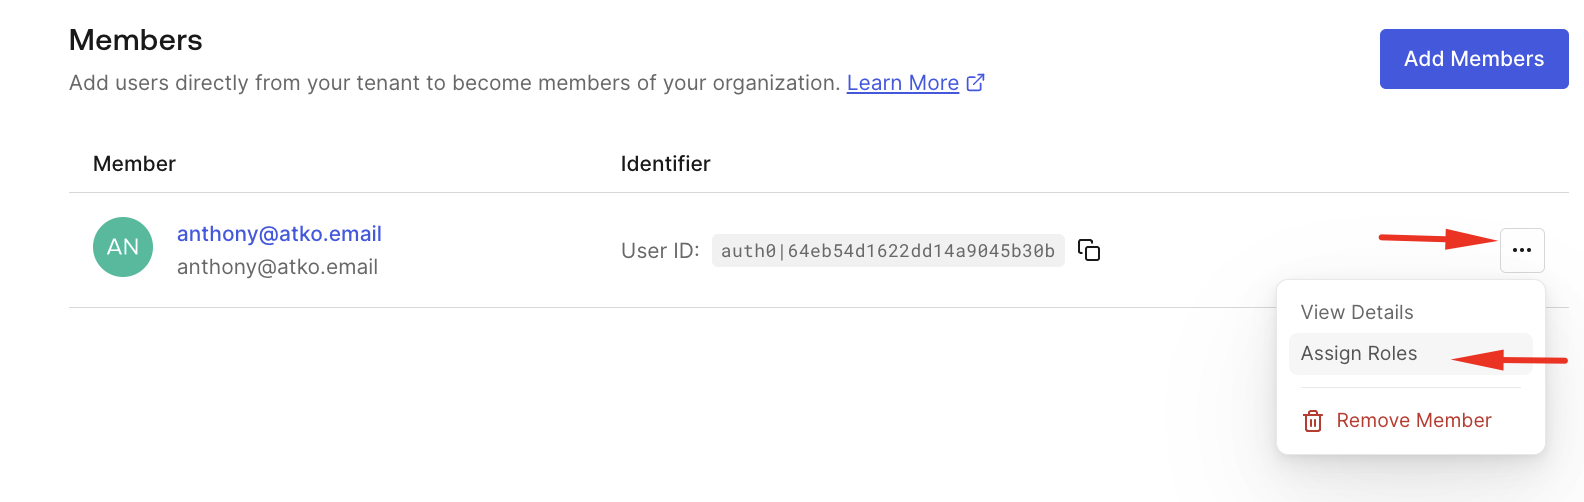 Members
Add users directly from your tenant to become members of your organization. Learn More
Add Members
Member
Identifier
AN
anthony@atko.email
anthony@atko.email
User ID: auth0|64eb54d1622dd14a9045b30b
View Details
Assign Roles
Remove Member